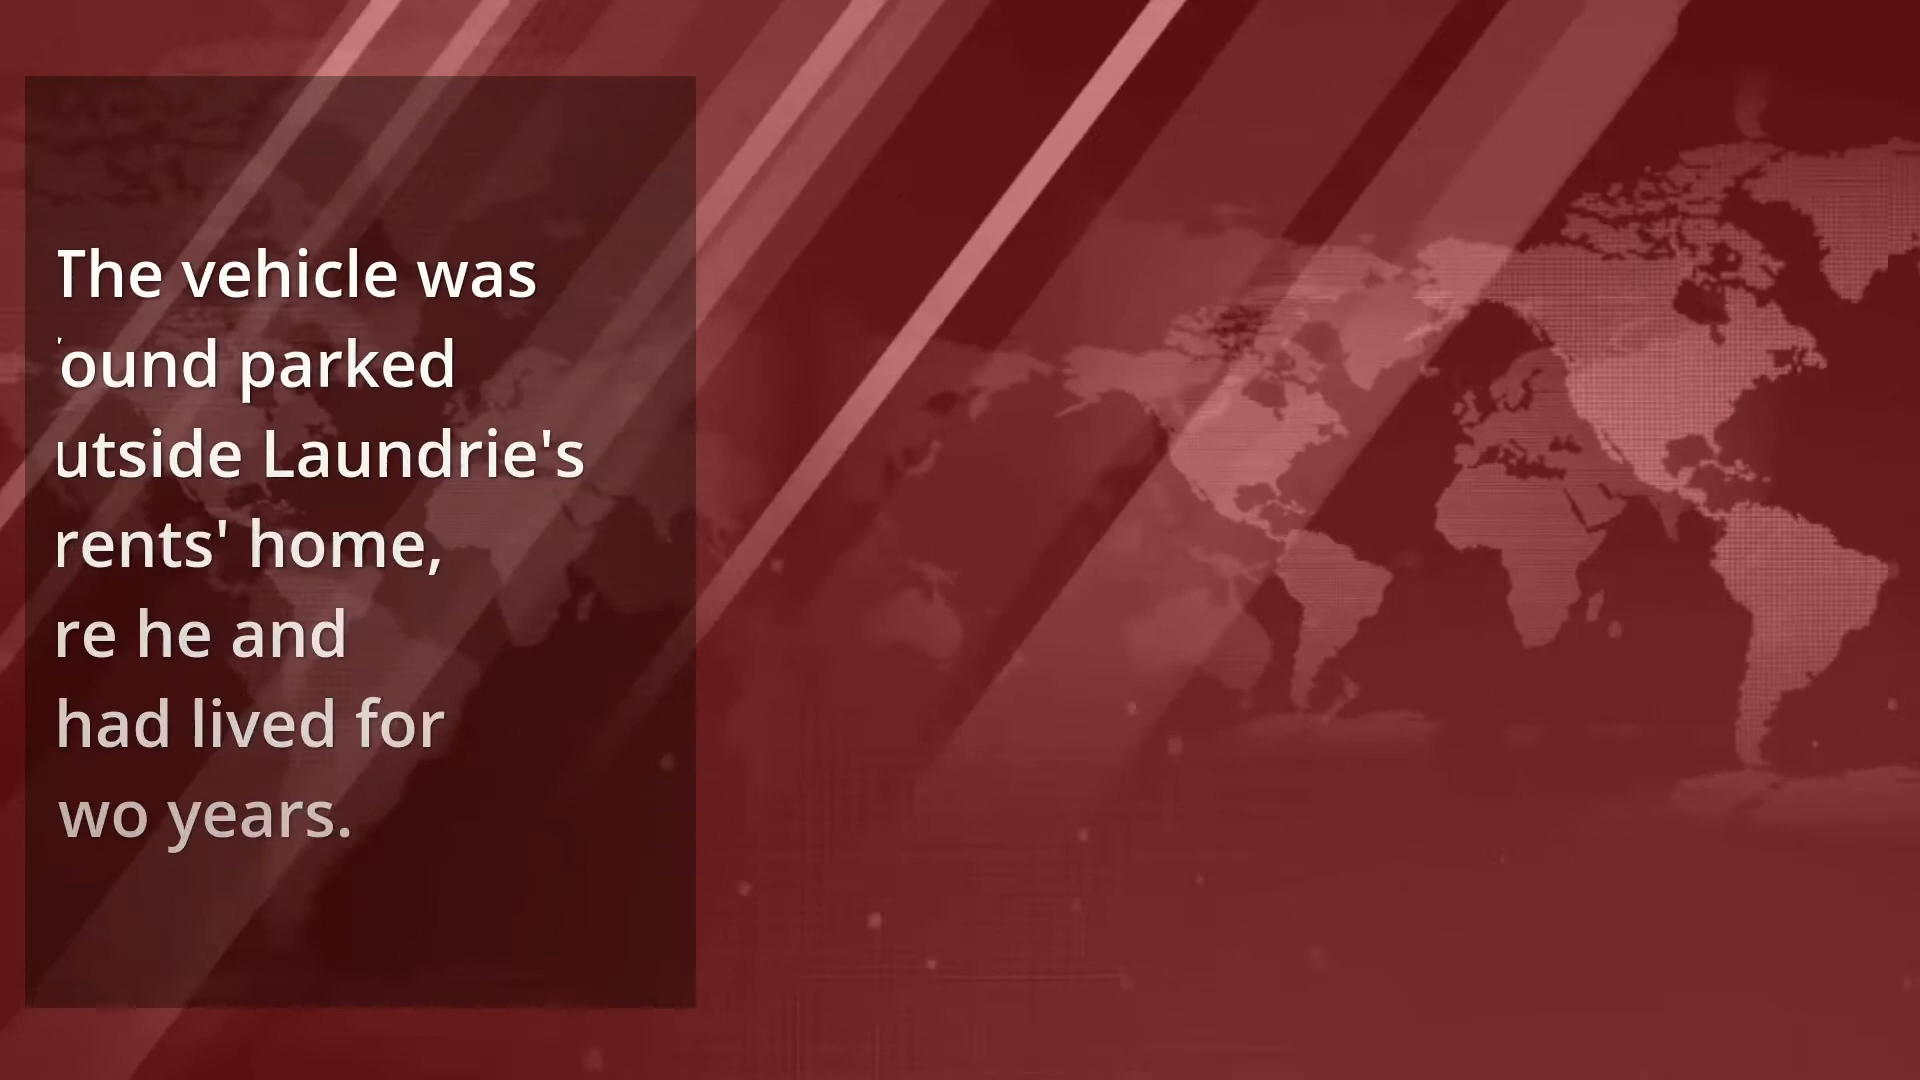 The vehicle was
ound parked
utside Laundrie's
rents' home,
re he and
had lived for
wo years.